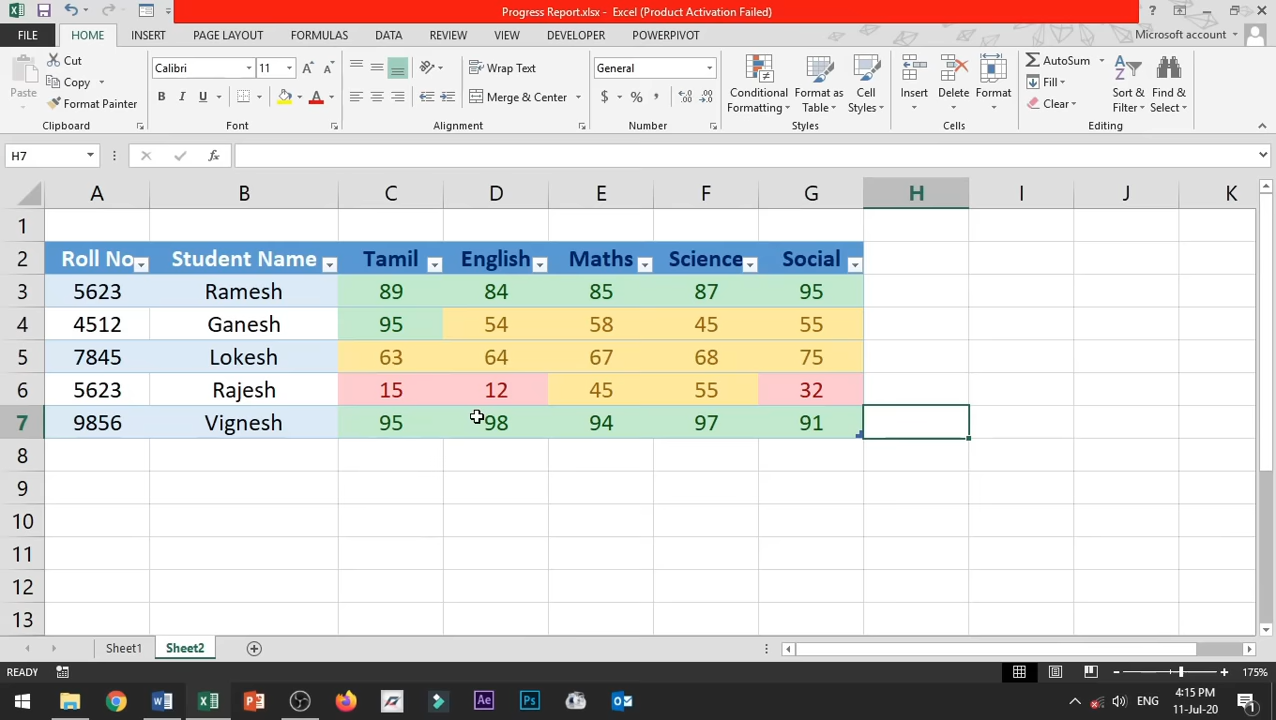 Progress Report.xlsx - Excel (Product Activation Failed)
FILE HOME INSERT PAGE LAYOUT FORMULAS DATA REVIEW VIEW DEVELOPER POWERPIVOT Microsoft account
Paste Cut Copy Format Painter
Clipboard
Calibri 11
B I U A
Font
Wrap Text
Merge & Center
Alignment
General
$ % ,
Number
Conditional Formatting Format as Table Cell Styles
Styles
Insert Delete Format
Cells
AutoSum Fill Clear Sort & Filter Find & Select
Editing
H7 fx
A B C D E F G H I J K
1
2 Roll No Student Name Tamil English Maths Science Social
3 5623 Ramesh 89 84 85 87 95
4 4512 Ganesh 95 54 58 45 55
5 7845 Lokesh 63 64 67 68 75
6 5623 Rajesh 15 12 45 55 32
7 9856 Vignesh 95 98 94 97 91
8
9
10
11
12
13
Sheet1 Sheet2
READY 175%
ENG 4:15 PM
11-Jul-20